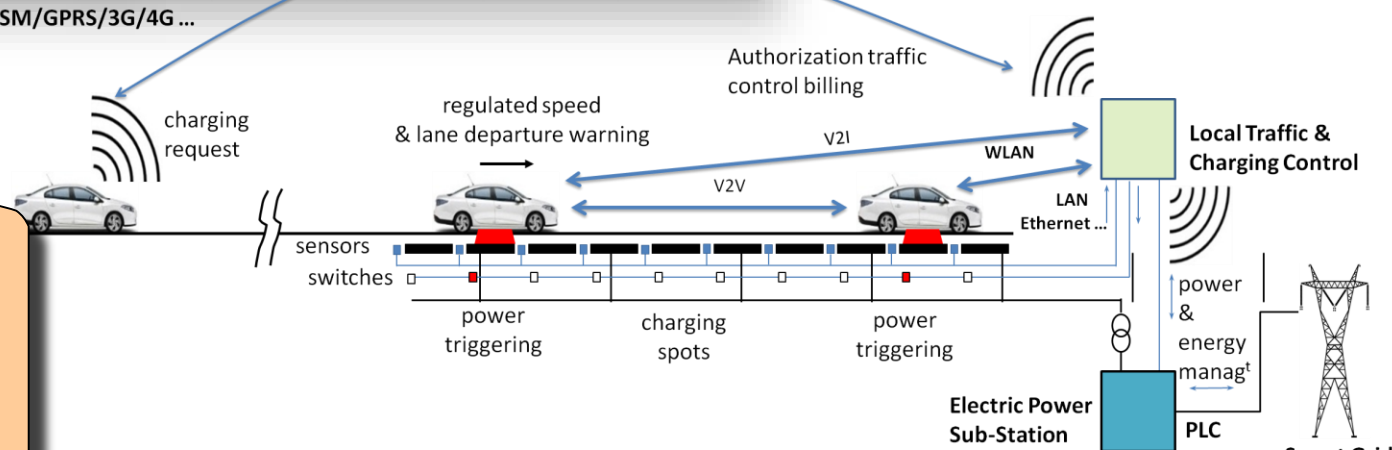 SM/GPRS/3G/4G ...
Authorization traffic
control billing
charging
request
regulated speed
& lane departure warning
V2I
WLAN
Local Traffic &
Charging Control
V2V
LAN
Ethernet ...
sensors
switches
power
triggering
charging
spots
power
triggering
power
&
energy
managt
Electric Power
Sub-Station
PLC